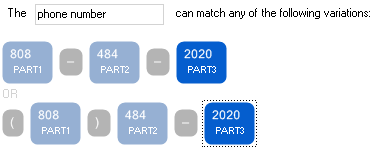 The phone number can match any of the following variations:
808 – 484 – 2020
PART1 PART2 PART3
OR
( 808 ) 484 – 2020
PART1 PART2 PART3